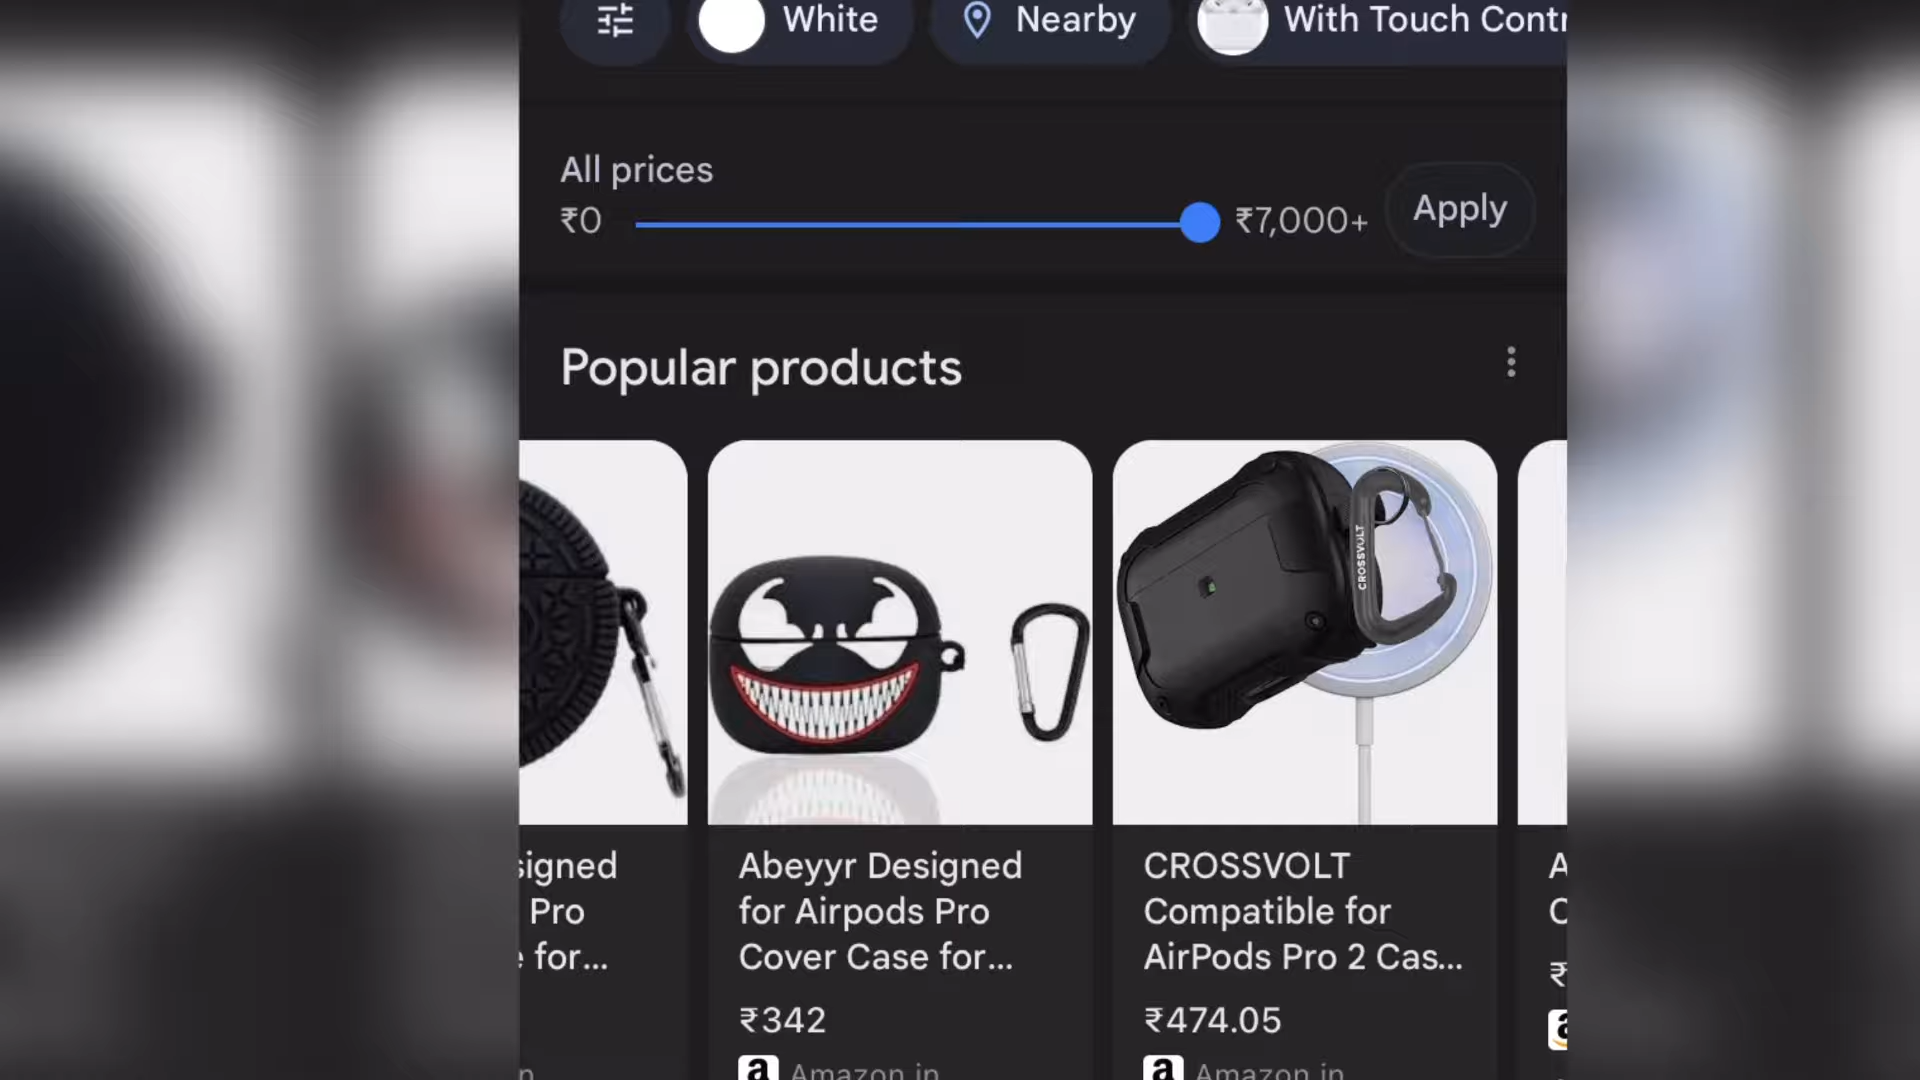 White
Nearby
With Touch Contr
All prices
₹0
₹7,000+
Apply
Popular products
CROSSVOLT
signed
Pro
for...
Abeyyr Designed
for Airpods Pro
Cover Case for...
₹342
a Amazon.in
CROSSVOLT
Compatible for
AirPods Pro 2 Cas...
₹474.05
a Amazon.in
A
C
₹
a